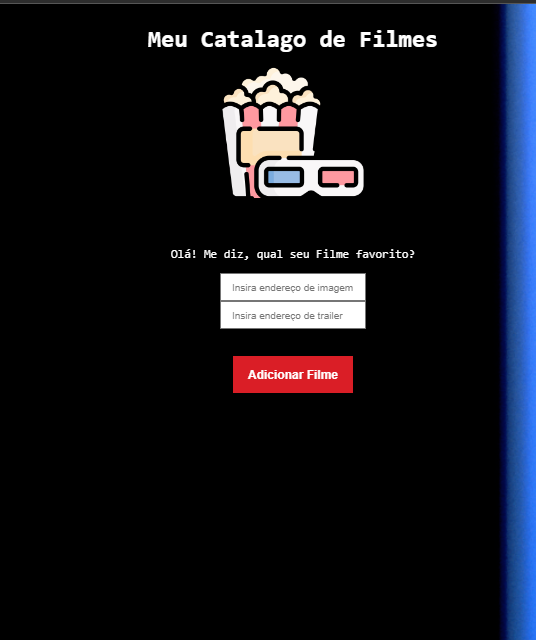 Meu Catalago de Filmes
Olá! Me diz, qual seu Filme favorito?
Insira endereço de imagem
Insira endereço de trailer
Adicionar Filme